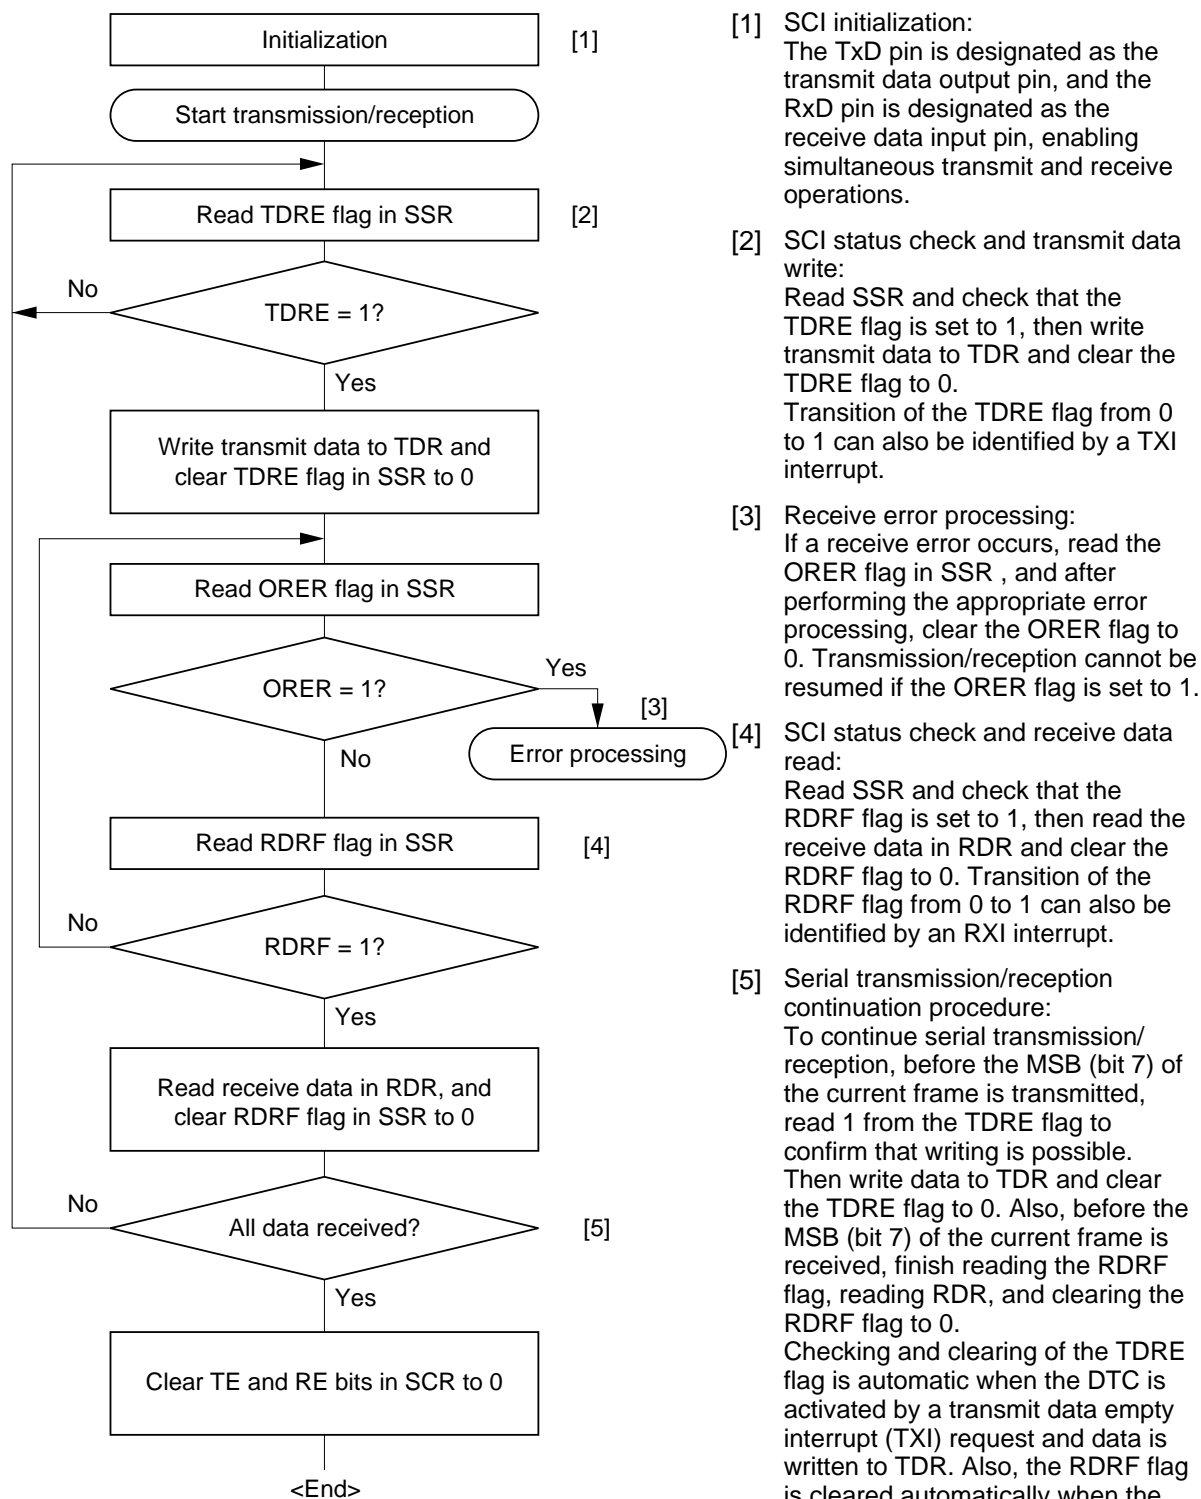 Initialization [1]
Start transmission/reception
Read TDRE flag in SSR [2]
No
TDRE = 1?
Yes
Write transmit data to TDR and
clear TDRE flag in SSR to 0
Read ORER flag in SSR
Yes
ORER = 1?
[3]
No
Error processing
Read RDRF flag in SSR [4]
No
RDRF = 1?
Yes
Read receive data in RDR, and
clear RDRF flag in SSR to 0
No
All data received? [5]
Yes
Clear TE and RE bits in SCR to 0
<End>
[1] SCI initialization:
The TxD pin is designated as the
transmit data output pin, and the
RxD pin is designated as the
receive data input pin, enabling
simultaneous transmit and receive
operations.
[2] SCI status check and transmit data
write:
Read SSR and check that the
TDRE flag is set to 1, then write
transmit data to TDR and clear the
TDRE flag to 0.
Transition of the TDRE flag from 0
to 1 can also be identified by a TXI
interrupt.
[3] Receive error processing:
If a receive error occurs, read the
ORER flag in SSR , and after
performing the appropriate error
processing, clear the ORER flag to
0. Transmission/reception cannot be
resumed if the ORER flag is set to 1.
[4] SCI status check and receive data
read:
Read SSR and check that the
RDRF flag is set to 1, then read the
receive data in RDR and clear the
RDRF flag to 0. Transition of the
RDRF flag from 0 to 1 can also be
identified by an RXI interrupt.
[5] Serial transmission/reception
continuation procedure:
To continue serial transmission/
reception, before the MSB (bit 7) of
the current frame is transmitted,
read 1 from the TDRE flag to
confirm that writing is possible.
Then write data to TDR and clear
the TDRE flag to 0. Also, before the
MSB (bit 7) of the current frame is
received, finish reading the RDRF
flag, reading RDR, and clearing the
RDRF flag to 0.
Checking and clearing of the TDRE
flag is automatic when the DTC is
activated by a transmit data empty
interrupt (TXI) request and data is
written to TDR. Also, the RDRF flag
is cleared automatically when the